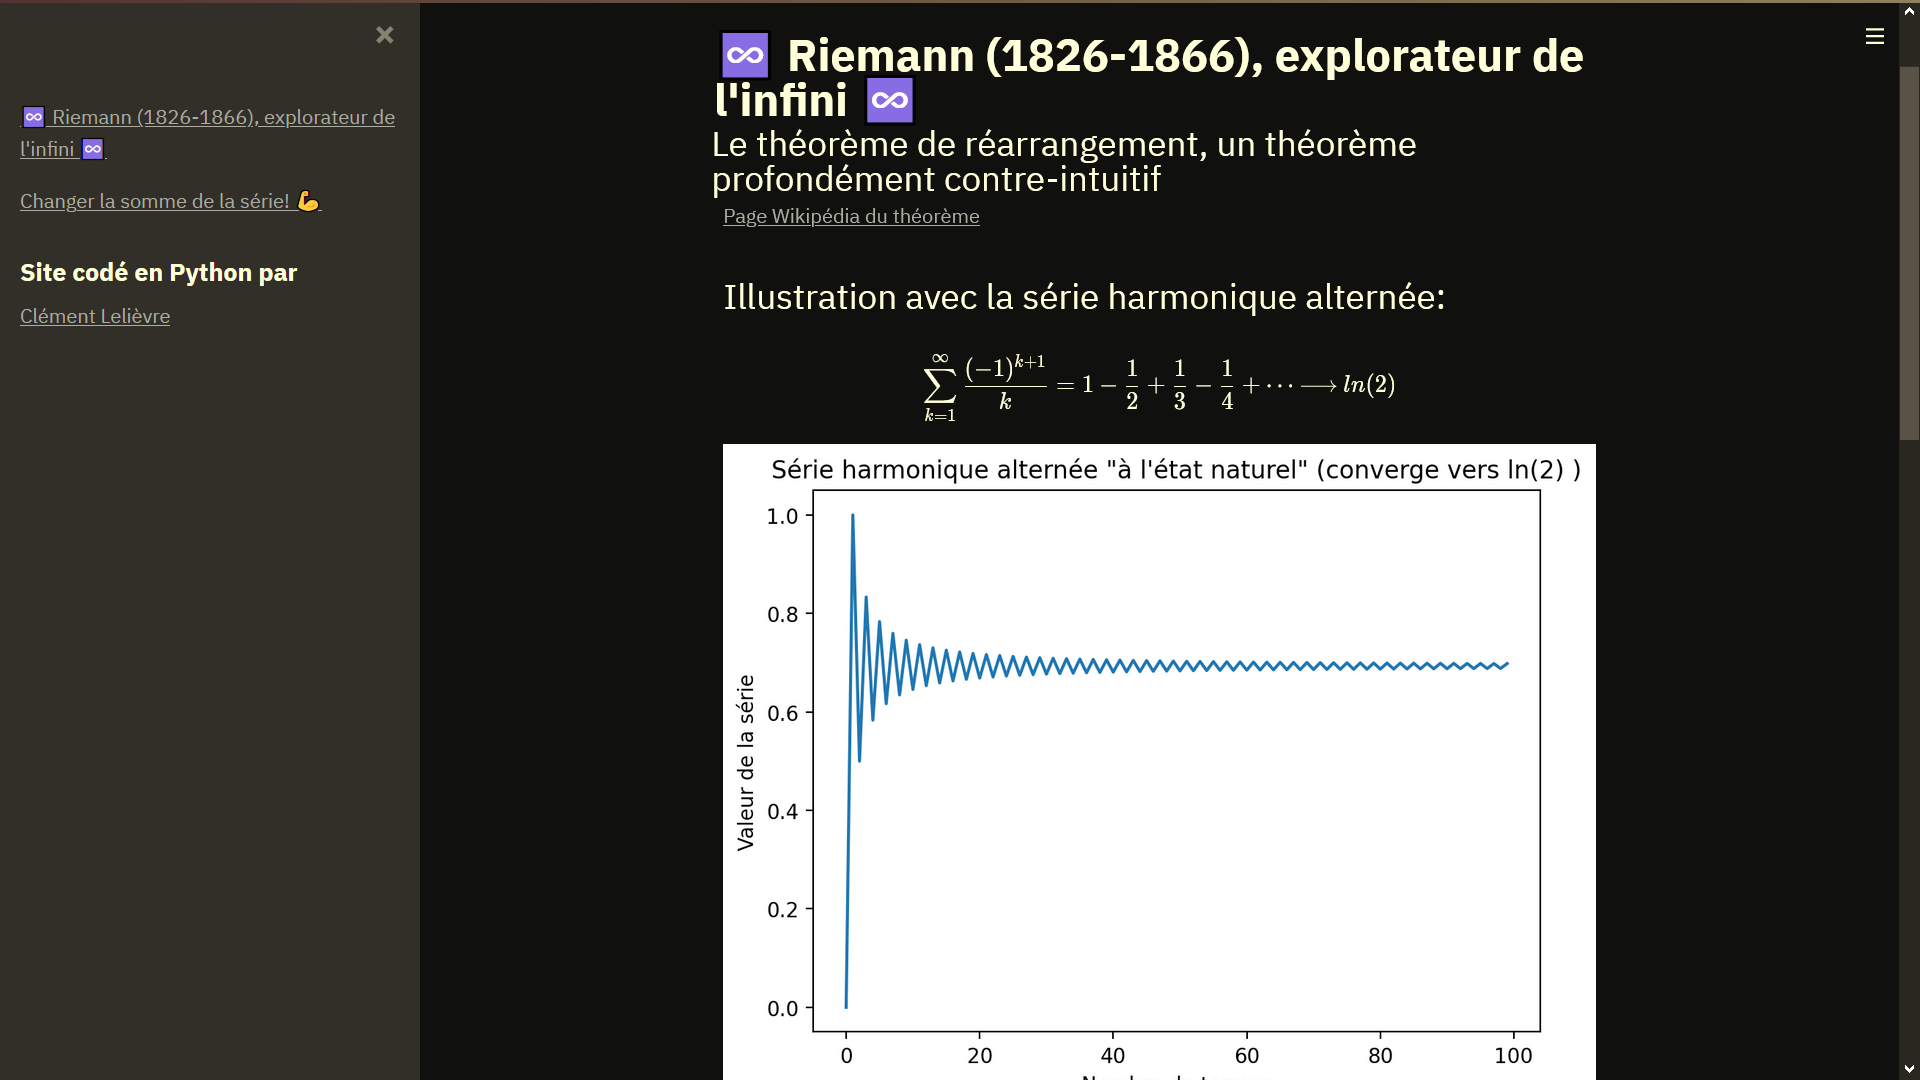 ♾️ Riemann (1826-1866), explorateur de
l'infini ♾️
Changer la somme de la série! 💪
Site codé en Python par
Clément Lelièvre
♾️ Riemann (1826-1866), explorateur de
l'infini ♾️
Le théorème de réarrangement, un théorème
profondément contre-intuitif
Page Wikipédia du théorème
Illustration avec la série harmonique alternée:
∑_{k=1}^{∞} (-1)^{k+1}/k = 1 − 1/2 + 1/3 − 1/4 + ⋯ ⟶ ln(2)
Série harmonique alternée "à l'état naturel" (converge vers ln(2) )
Valeur de la série
1.0
0.8
0.6
0.4
0.2
0.0
0 20 40 60 80 100